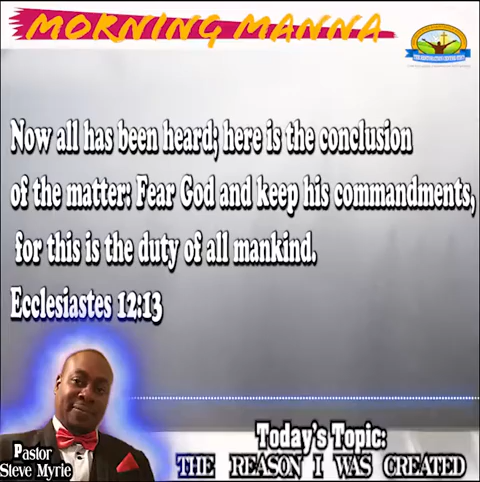 MORNING MANNA
Now all has been heard; here is the conclusion
of the matter: Fear God and keep his commandments,
for this is the duty of all mankind.
Ecclesiastes 12:13
Pastor
Steve Myrie
Today's Topic:
THE REASON I WAS CREATED